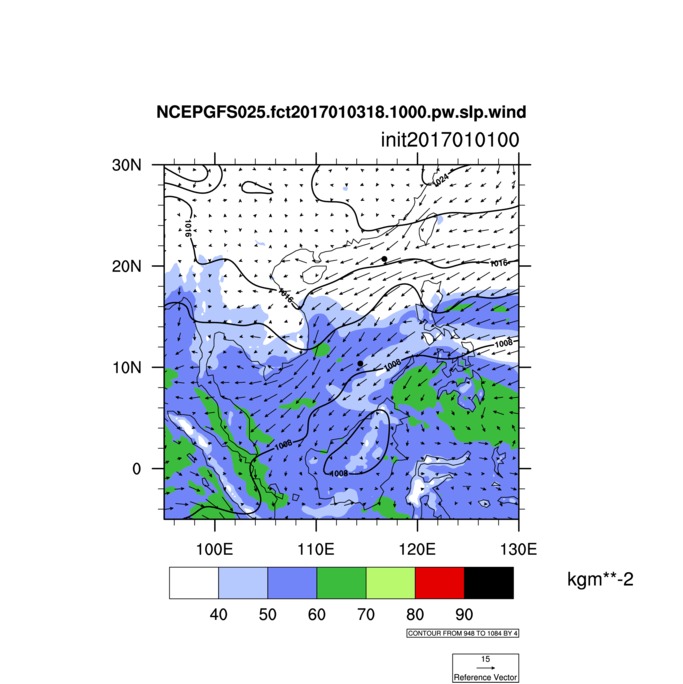 NCEPGFS025.fct2017010318.1000.pw.slp.wind
init2017010100
30N
1024
1016
20N
1016
1016
1008
10N
1008
1008
0
1008
100E 110E 120E 130E
kgm**-2
40 50 60 70 80 90
CONTOUR FROM 948 TO 1084 BY 4
15
Reference Vector